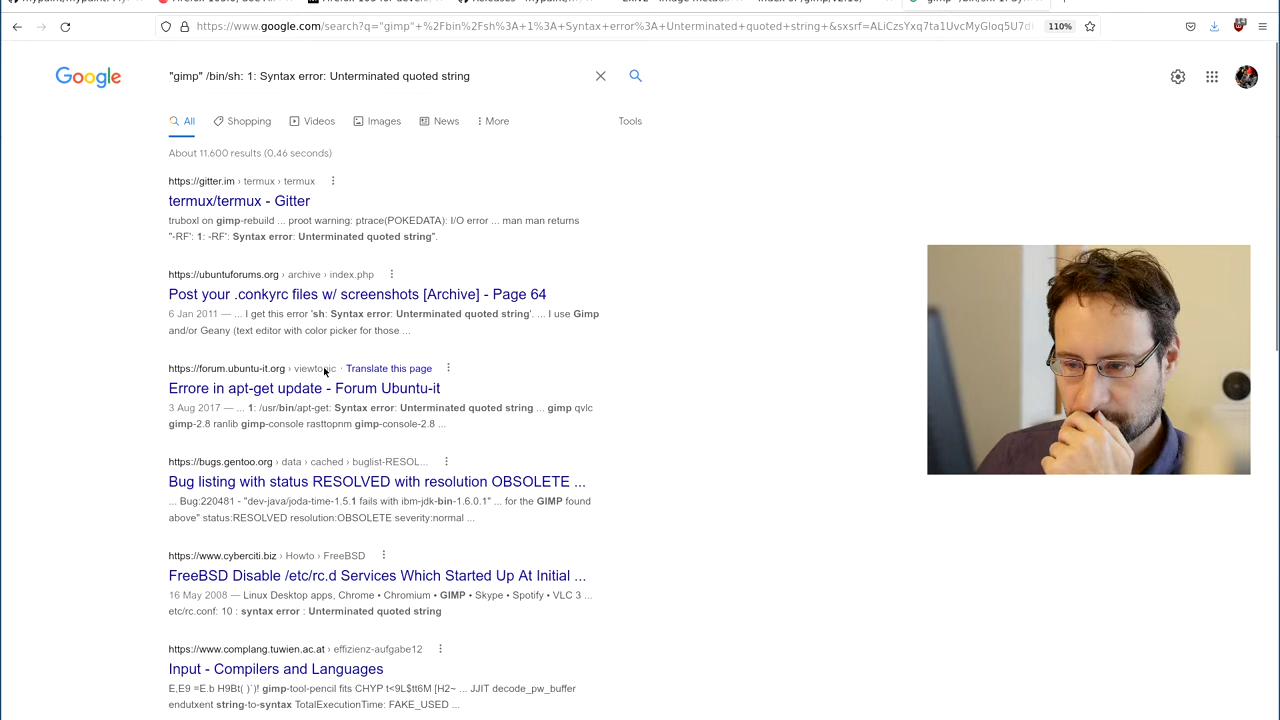 https://www.google.com/search?q="gimp"+%2Fbin%2Fsh%3A+1%3A+Syntax+error%3A+Unterminated+quoted+string+&sxsrf=ALiCzsYxq7ta1UvcMyGIoq5U7d
110%
Google
"gimp" /bin/sh: 1: Syntax error: Unterminated quoted string
All
Shopping
Videos
Images
News
More
Tools
About 11,600 results (0.46 seconds)
https://gitter.im › termux › termux
termux/termux - Gitter
truboxl on gimp-rebuild ... proot warning: ptrace(POKEDATA): I/O error ... man man returns
"-RF': 1: -RF': Syntax error: Unterminated quoted string".
https://ubuntuforums.org › archive › index.php
Post your .conkyrc files w/ screenshots [Archive] - Page 64
6 Jan 2011 — ... I get this error 'sh: Syntax error: Unterminated quoted string'. ... I use Gimp
and/or Geany (text editor with color picker for those ...
https://forum.ubuntu-it.org › viewtopic · Translate this page
Errore in apt-get update - Forum Ubuntu-it
3 Aug 2017 — ... 1: /usr/bin/apt-get: Syntax error: Unterminated quoted string ... gimp qvlc
gimp-2.8 ranlib gimp-console rasttopnm gimp-console-2.8 ...
https://bugs.gentoo.org › data › cached › buglist-RESOL...
Bug listing with status RESOLVED with resolution OBSOLETE ...
... Bug:220481 - "dev-java/joda-time-1.5.1 fails with ibm-jdk-bin-1.6.0.1" ... for the GIMP found
above" status:RESOLVED resolution:OBSOLETE severity:normal ...
https://www.cyberciti.biz › Howto › FreeBSD
FreeBSD Disable /etc/rc.d Services Which Started Up At Initial ...
16 May 2008 — Linux Desktop apps, Chrome • Chromium • GIMP • Skype • Spotify • VLC 3 ...
etc/rc.conf: 10 : syntax error : Unterminated quoted string
https://www.complang.tuwien.ac.at › effizienz-aufgabe12
Input - Compilers and Languages
E,E9 =E.b H9Bt( )`)! gimp-tool-pencil fits CHYP t<9L$tt6M [H2~ ... JJIT decode_pw_buffer
endutxent string-to-syntax TotalExecutionTime: FAKE_USED ...